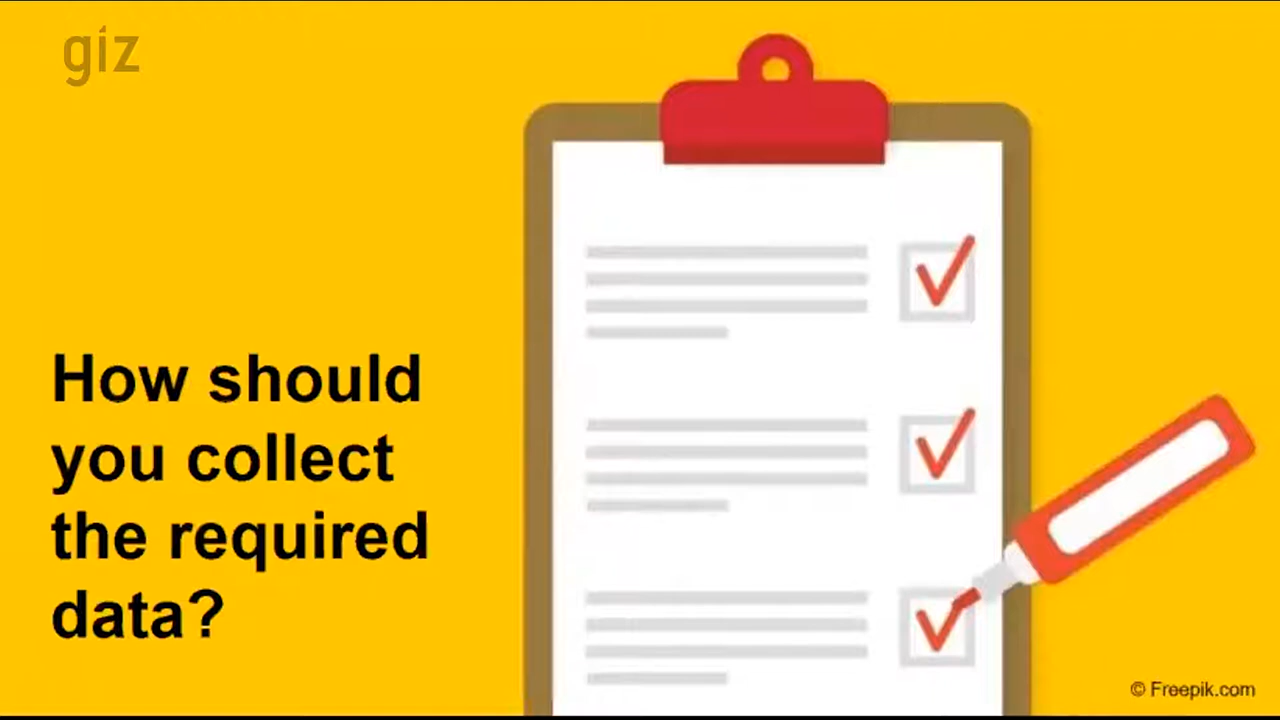 giz
How should
you collect
the required
data?
© Freepik.com